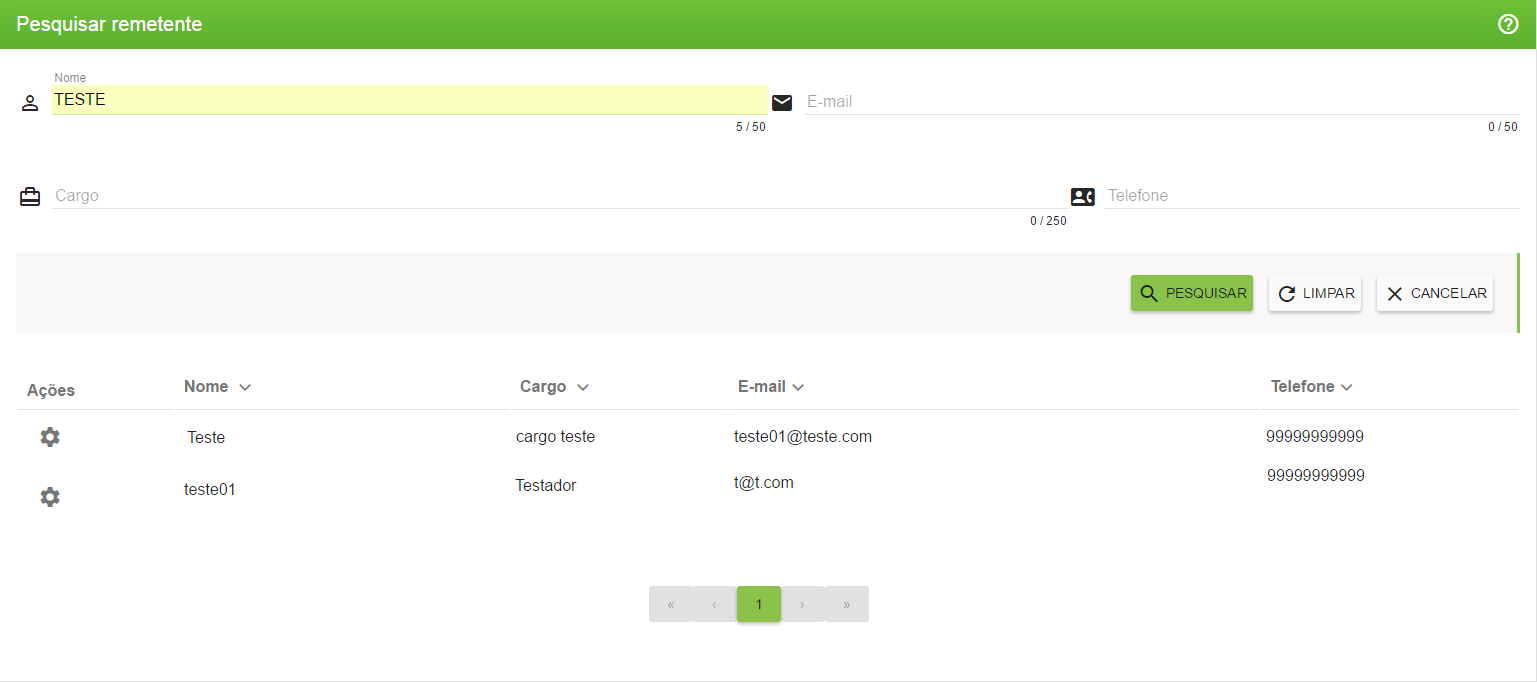 Pesquisar remetente
Nome
TESTE
E-mail
5 / 50
0 / 50
Cargo
Telefone
0 / 250
PESQUISAR
LIMPAR
CANCELAR
Ações Nome Cargo E-mail Telefone
Teste cargo teste teste01@teste.com 99999999999
teste01 Testador t@t.com 99999999999
« ‹ 1 › »